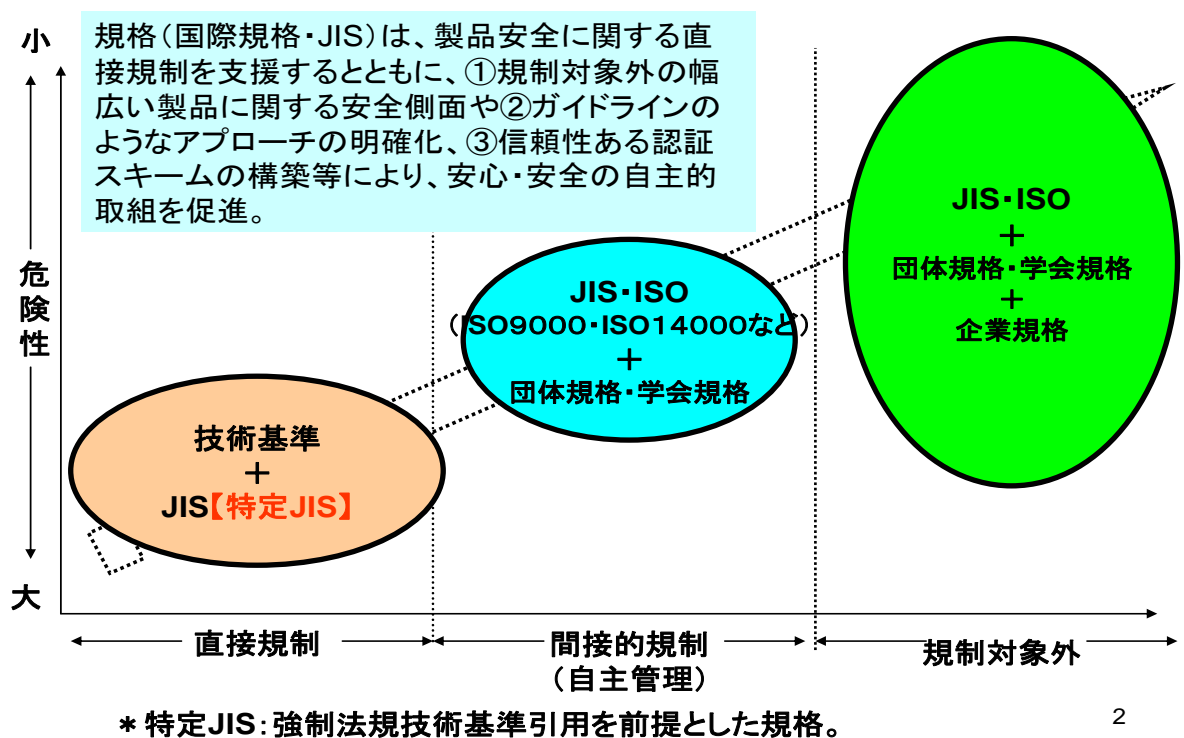 規格（国際規格・JIS）は、製品安全に関する直
接規制を支援するとともに、①規制対象外の幅
広い製品に関する安全側面や②ガイドラインの
ようなアプローチの明確化、③信頼性ある認証
スキームの構築等により、安心・安全の自主的
取組を促進。
小
危険性
大
技術基準
＋
JIS【特定JIS】
JIS・ISO
（ISO9000・ISO14000など）
＋
団体規格・学会規格
JIS・ISO
＋
団体規格・学会規格
＋
企業規格
直接規制
間接的規制
（自主管理）
規制対象外
＊特定JIS：強制法規技術基準引用を前提とした規格。
2